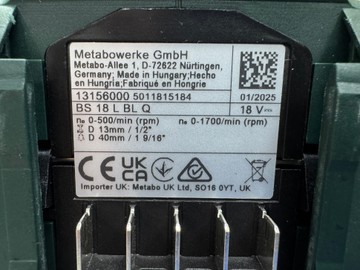 Metabowerke GmbH
Metabo-Allee 1, D-72622 Nürtingen,
Germany; Made in Hungary;Hecho
en Hungria;Fabriqué en Hongrie
13156000 5011815184
01/2025
BS 18 L BL Q
18 V
n₀ 0-500/min (rpm)
n₀ 0-1700/min (rpm)
D 13mm / 1/2"
D 40mm / 1 9/16"
CE UK CA
Importer UK: Metabo UK Ltd, SO16 0YT, UK